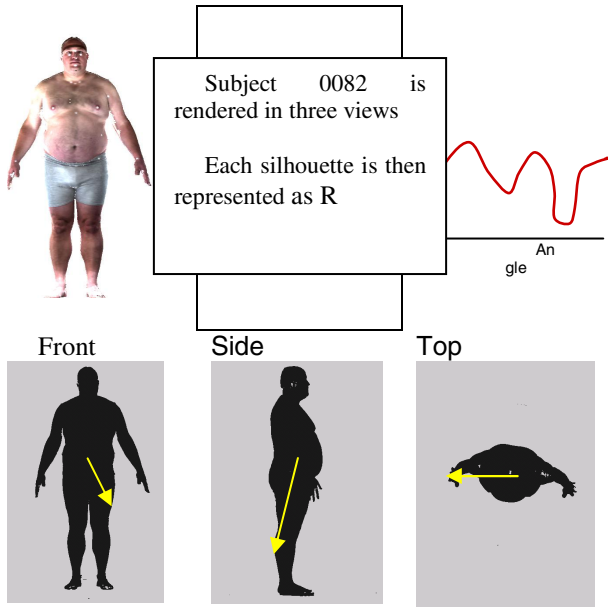 Subject 0082 is
rendered in three views
Each silhouette is then
represented as R
An
gle
Front
Side
Top